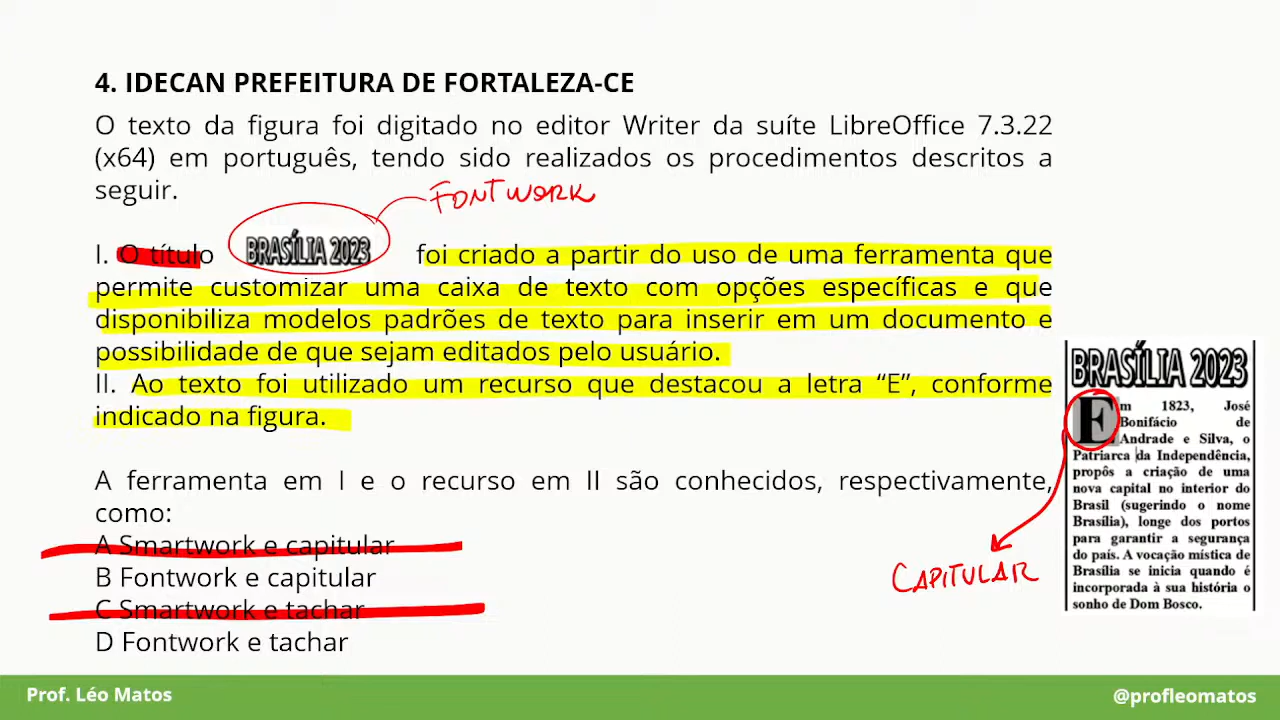 4. IDECAN PREFEITURA DE FORTALEZA-CE
O texto da figura foi digitado no editor Writer da suíte LibreOffice 7.3.22
(x64) em português, tendo sido realizados os procedimentos descritos a
seguir.
FONTWORK
I. O título BRASÍLIA 2023 foi criado a partir do uso de uma ferramenta que
permite customizar uma caixa de texto com opções específicas e que
disponibiliza modelos padrões de texto para inserir em um documento e
possibilidade de que sejam editados pelo usuário.
II. Ao texto foi utilizado um recurso que destacou a letra “E”, conforme
indicado na figura.
A ferramenta em I e o recurso em II são conhecidos, respectivamente,
como:
A Smartwork e capitular
B Fontwork e capitular
C Smartwork e tachar
D Fontwork e tachar
BRASÍLIA 2023
Em 1823, José
Bonifácio de
Andrade e Silva, o
Patriarca da Independência,
propôs a criação de uma
nova capital no interior do
Brasil (sugerindo o nome
Brasília), longe dos portos
para garantir a segurança
do país. A vocação mística de
Brasília se inicia quando é
incorporada à sua história o
sonho de Dom Bosco.
CAPITULAR
Prof. Léo Matos
@profleomatos